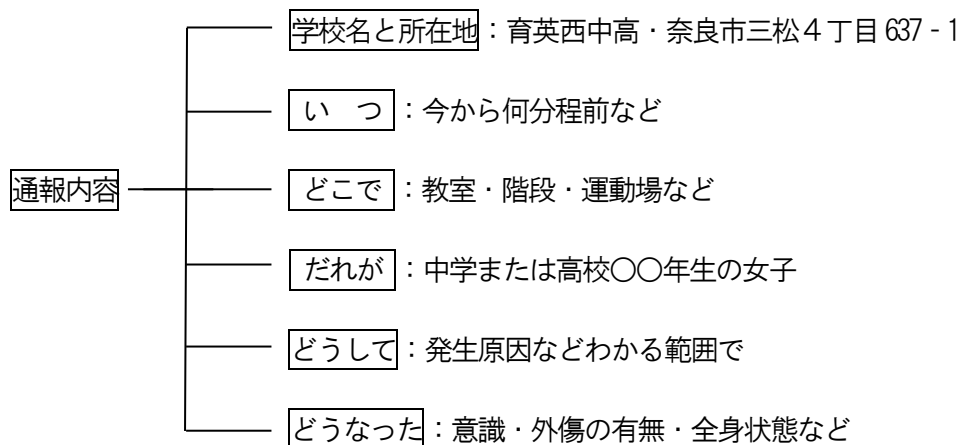 学校名と所在地：育英西中高・奈良市三松４丁目637‐1
い　つ：今から何分程前など
どこで：教室・階段・運動場など
通報内容
だれが：中学または高校〇〇年生の女子
どうして：発生原因などわかる範囲で
どうなった：意識・外傷の有無・全身状態など